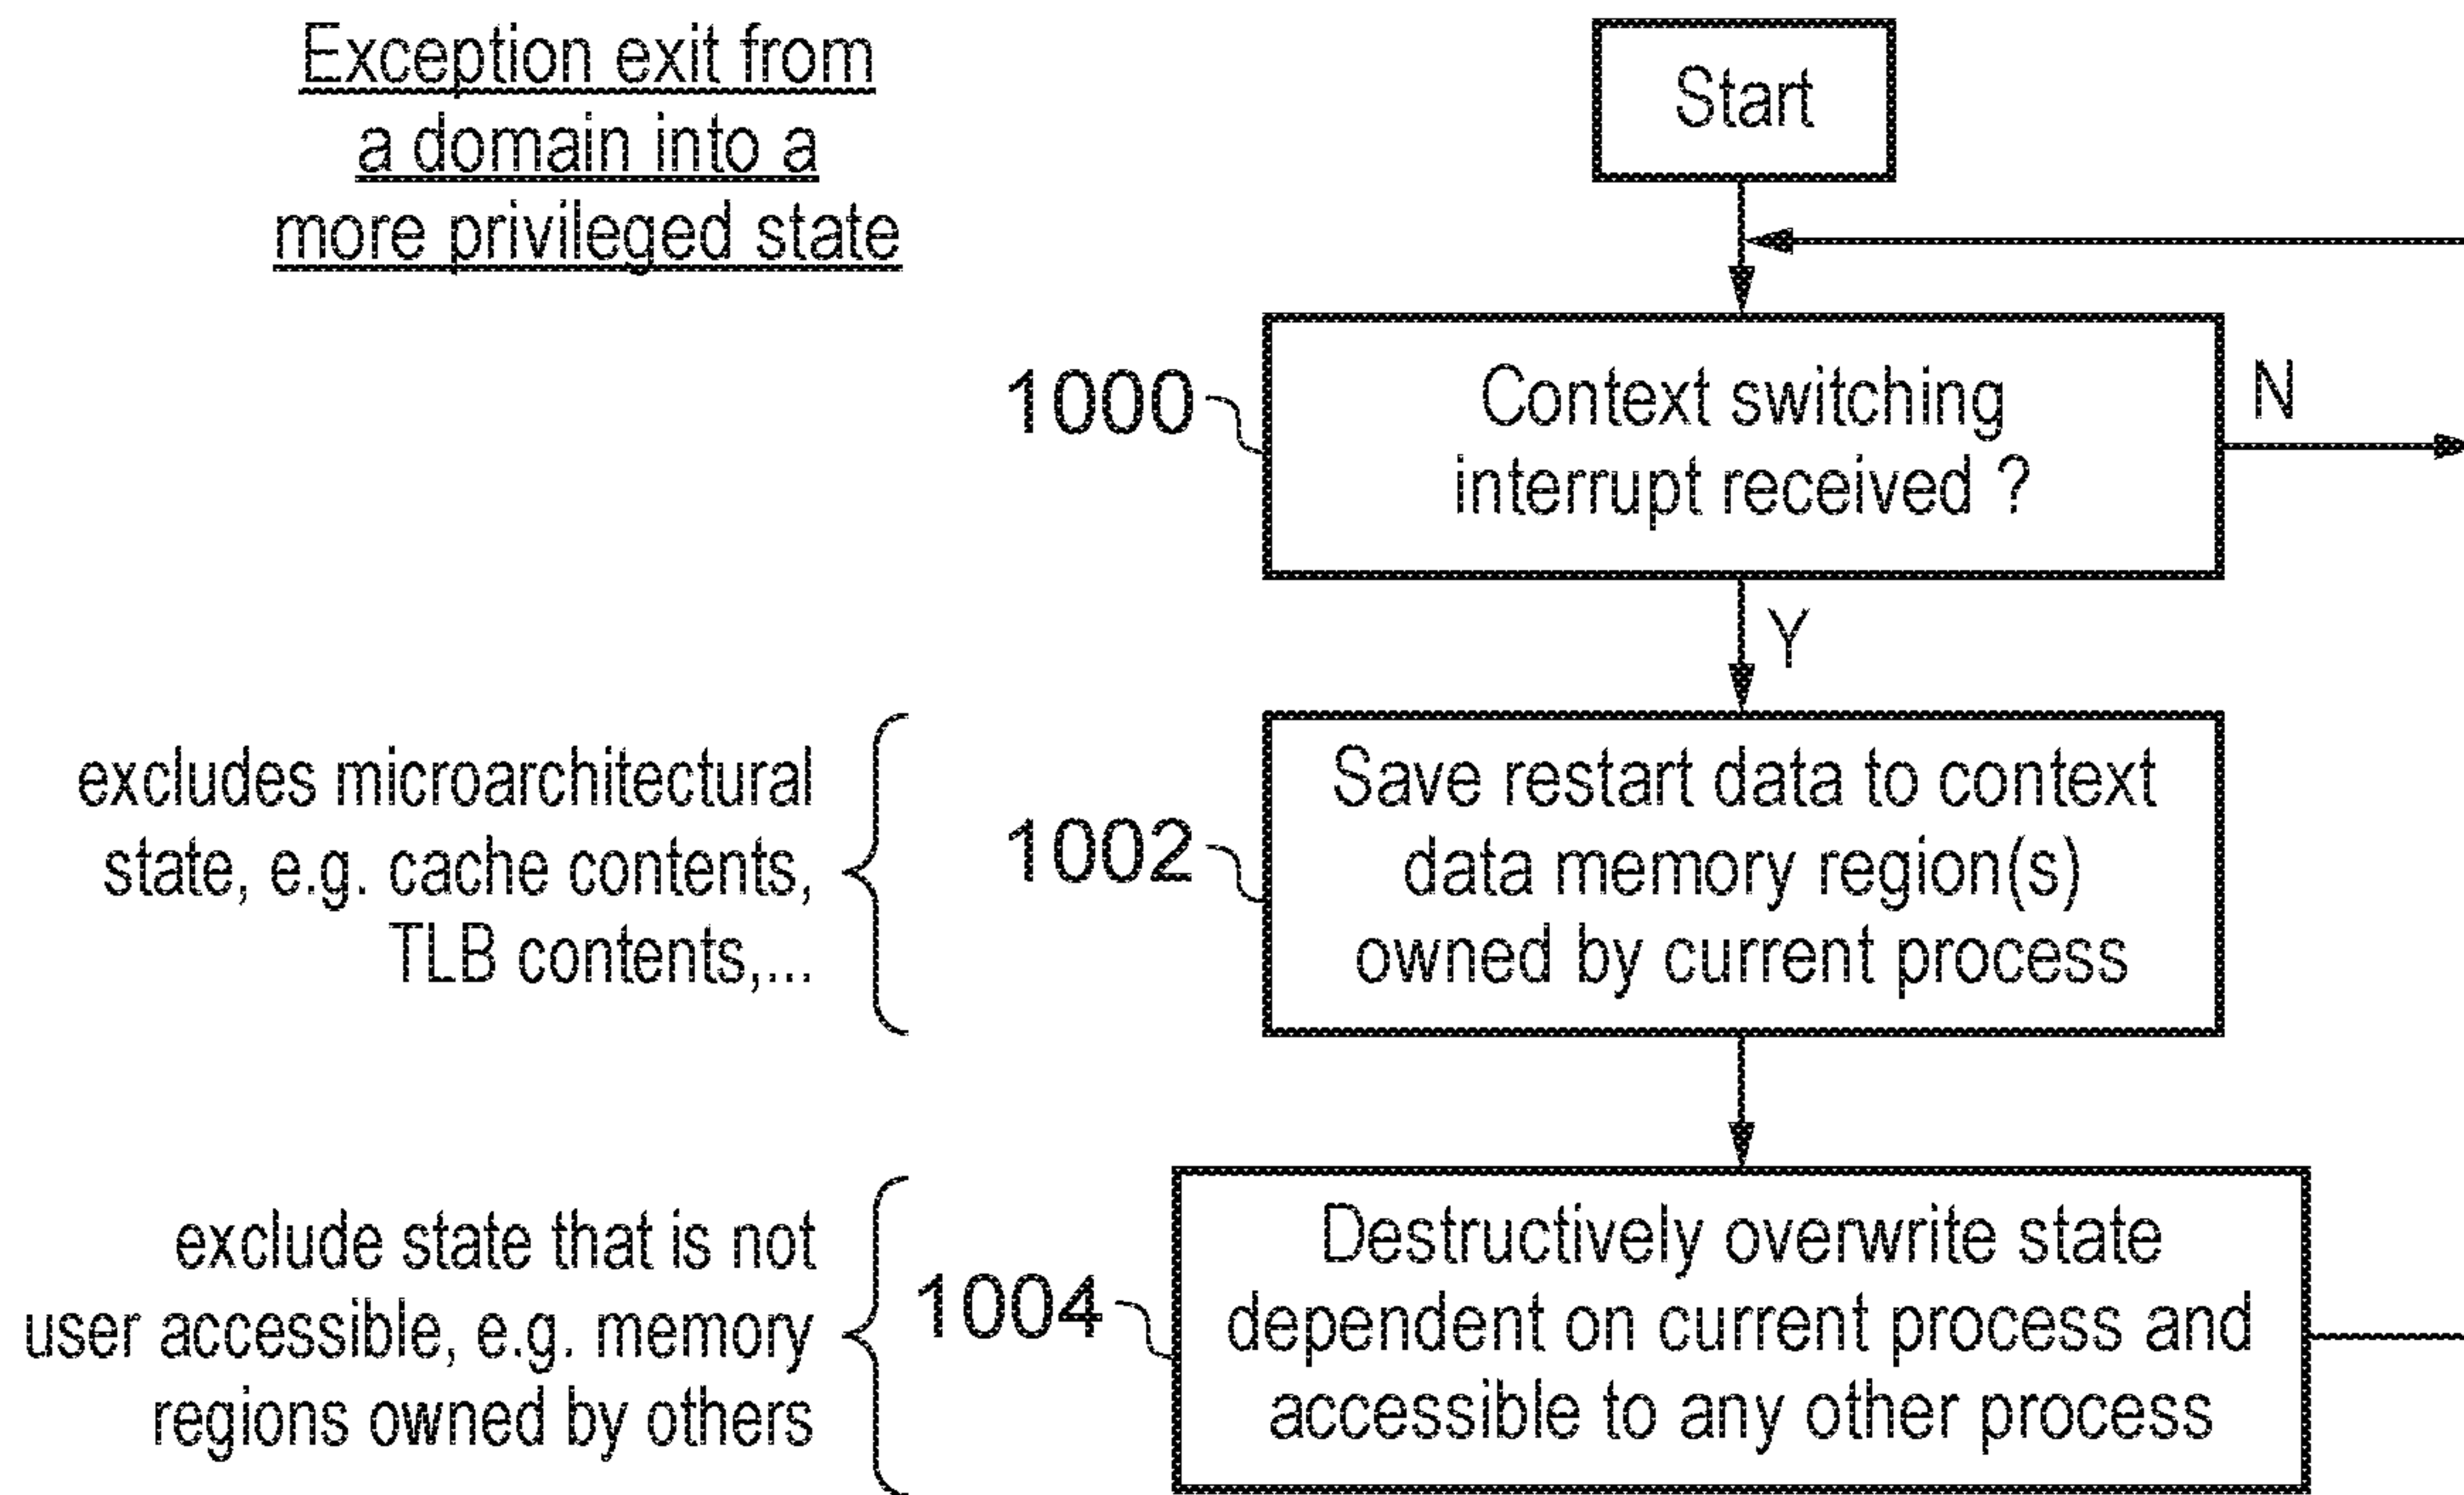 Exception exit from
a domain into a
more privileged state
Start
1000
Context switching
interrupt received ?
N
Y
excludes microarchitectural
state, e.g. cache contents,
TLB contents,...
1002
Save restart data to context
data memory region(s)
owned by current process
exclude state that is not
user accessible, e.g. memory
regions owned by others
1004
Destructively overwrite state
dependent on current process and
accessible to any other process